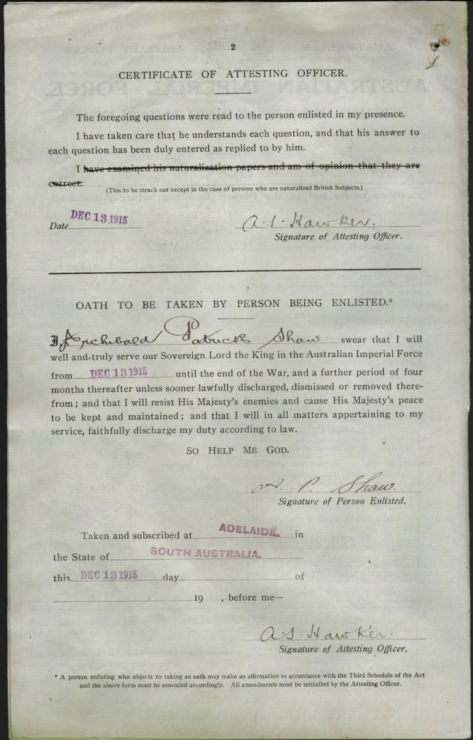 2
CERTIFICATE OF ATTESTING OFFICER.
The foregoing questions were read to the person enlisted in my presence.
I have taken care that he understands each question, and that his answer to
each question has been duly entered as replied to by him.
I have examined his naturalization papers and am of opinion that they are
correct.
(This to be struck out except in the case of persons who are naturalized British Subjects.)
Date DEC 13 1915 A. S. Hawker.
Signature of Attesting Officer.
OATH TO BE TAKEN BY PERSON BEING ENLISTED.*
I, Archibald Patrick Shaw swear that I will
well and truly serve our Sovereign Lord the King in the Australian Imperial Force
from DEC 13 1915 until the end of the War, and a further period of four
months thereafter unless sooner lawfully discharged, dismissed or removed there-
from; and that I will resist His Majesty's enemies and cause His Majesty's peace
to be kept and maintained; and that I will in all matters appertaining to my
service, faithfully discharge my duty according to law.
SO HELP ME GOD.
A. P. Shaw.
Signature of Person Enlisted.
Taken and subscribed at ADELAIDE, in
the State of SOUTH AUSTRALIA.
this DEC 13 1915 day of
19 , before me—
A. S. Hawker.
Signature of Attesting Officer.
* A person enlisting who objects to taking an oath may make an affirmation in accordance with the Third Schedule of the Act
and the above form must be amended accordingly. All amendments must be initialled by the Attesting Officer.